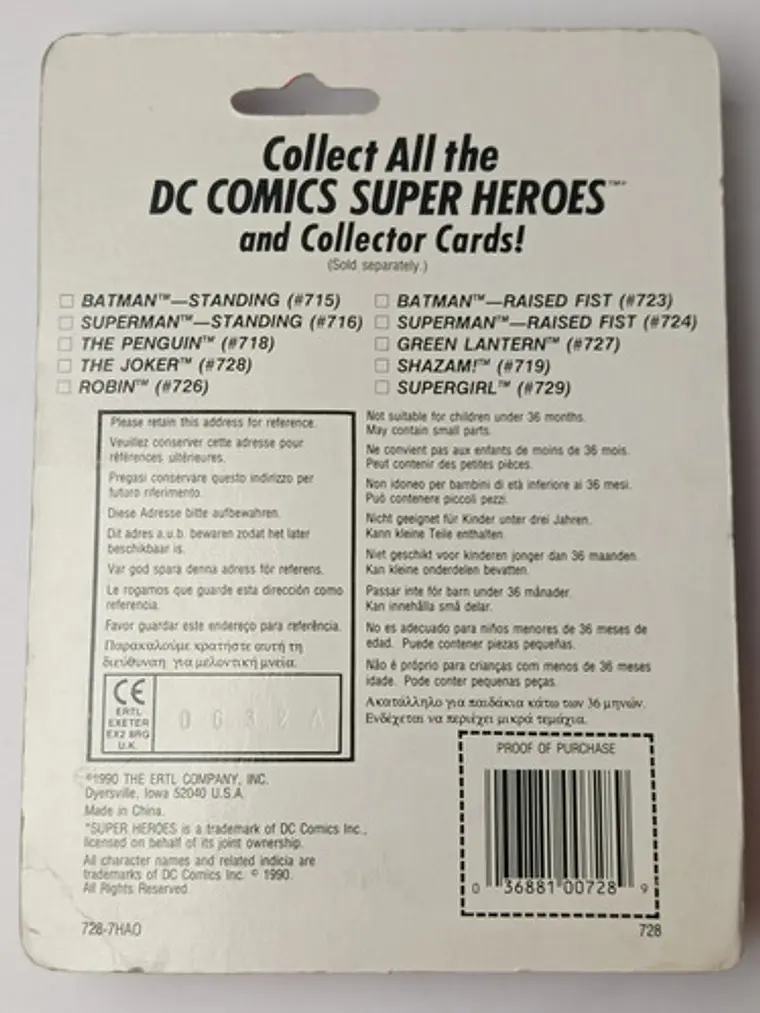 Collect All the
DC COMICS SUPER HEROES™*
and Collector Cards!
(Sold separately.)
BATMAN™—STANDING (#715)
SUPERMAN™—STANDING (#716)
THE PENGUIN™ (#718)
THE JOKER™ (#728)
ROBIN™ (#726)
BATMAN™—RAISED FIST (#723)
SUPERMAN™—RAISED FIST (#724)
GREEN LANTERN™ (#727)
SHAZAM!™ (#719)
SUPERGIRL™ (#729)
Please retain this address for reference.
Veuillez conserver cette adresse pour
références ultérieures.
Pregasi conservare questo indirizzo per
futuro riferimento.
Diese Adresse bitte aufbewahren.
Dit adres a.u.b. bewaren zodat het later
beschikbaar is.
Var god spara denna adress för referens.
Le rogamos que guarde esta dirección como
referencia.
Favor guardar este endereço para referência.
Παρακαλούμε κρατήστε αυτή τη
διεύθυνση για μελοντική μνεία.
CE
ERTL
EXETER
EX2 8RG
U.K.
Not suitable for children under 36 months.
May contain small parts.
Ne convient pas aux enfants de moins de 36 mois.
Peut contenir des petites pièces.
Non idoneo per bambini di età inferiore ai 36 mesi.
Può contenere piccoli pezzi.
Nicht geeignet für Kinder unter drei Jahren.
Kann kleine Teile enthalten.
Niet geschikt voor kinderen jonger dan 36 maanden.
Kan kleine onderdelen bevatten.
Passar inte för barn under 36 månader.
Kan innehålla små delar.
No es adecuado para niños menores de 36 meses de
edad. Puede contener piezas pequeñas.
Não é próprio para crianças com menos de 36 meses
idade. Pode conter pequenas peças.
Ακατάλληλο για παιδάκια κάτω των 36 μηνών.
Ενδέχεται να περιέχει μικρά τεμάχια.
©1990 THE ERTL COMPANY, INC.
Dyersville, Iowa 52040 U.S.A.
Made in China.
*SUPER HEROES is a trademark of DC Comics Inc.,
licensed on behalf of its joint ownership.
All character names and related indicia are
trademarks of DC Comics Inc. © 1990.
All Rights Reserved.
728-7HAO
PROOF OF PURCHASE
0 36881 00728 9
728